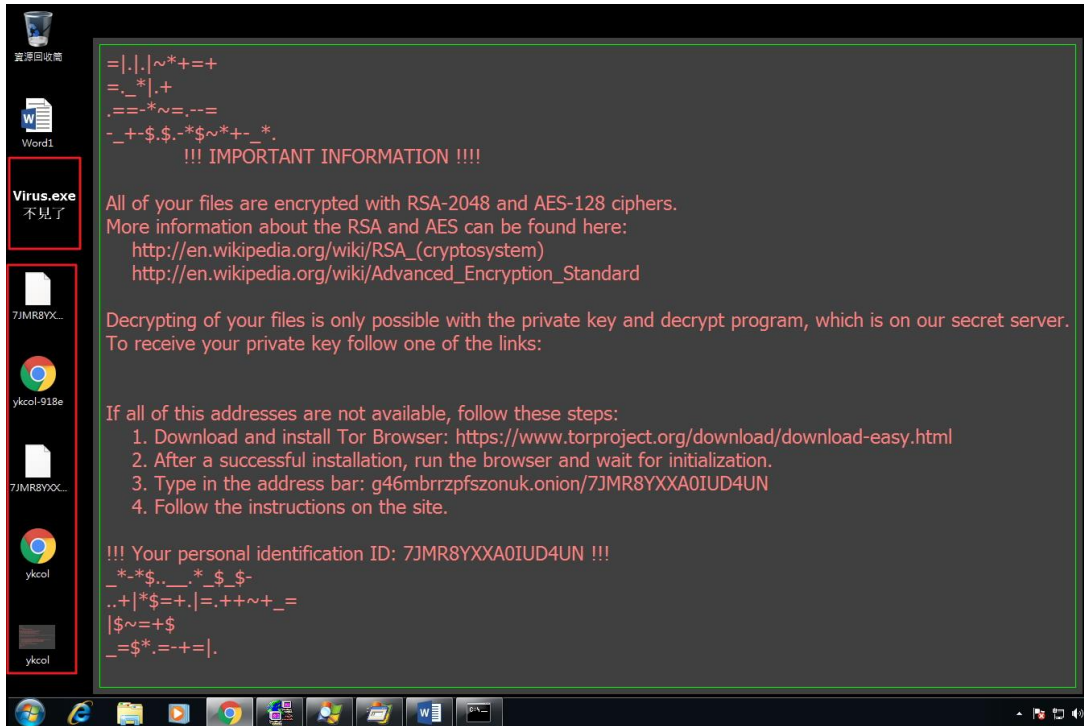 資源回收筒
Word1
Virus.exe
不見了
7JMR8YX...
ykcol-918e
7JMR8YXX...
ykcol
ykcol
=|.|.|~*+=+
=._*|.+
.==-*~=.--=
-_+-$.$.-*$~*+-_*.
!!! IMPORTANT INFORMATION !!!!
All of your files are encrypted with RSA-2048 and AES-128 ciphers.
More information about the RSA and AES can be found here:
http://en.wikipedia.org/wiki/RSA_(cryptosystem)
http://en.wikipedia.org/wiki/Advanced_Encryption_Standard
Decrypting of your files is only possible with the private key and decrypt program, which is on our secret server.
To receive your private key follow one of the links:
If all of this addresses are not available, follow these steps:
1. Download and install Tor Browser: https://www.torproject.org/download/download-easy.html
2. After a successful installation, run the browser and wait for initialization.
3. Type in the address bar: g46mbrrzpfszonuk.onion/7JMR8YXXA0IUD4UN
4. Follow the instructions on the site.
!!! Your personal identification ID: 7JMR8YXXA0IUD4UN !!!
_*-*$..__.*_$_$-
..+|*$=+.|=.++~+_=
|$~=+$
_=$*.=-+=|.